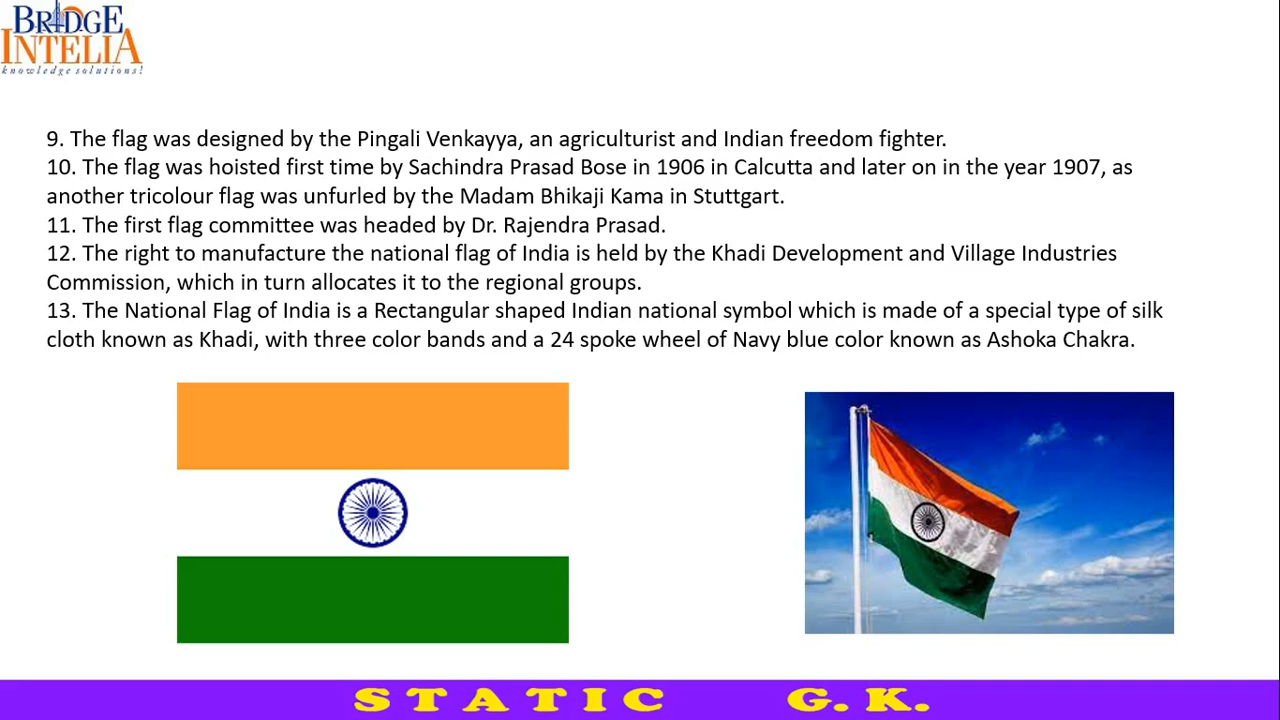 BRIDGE
INTELIA
knowledge solutions!
9. The flag was designed by the Pingali Venkayya, an agriculturist and Indian freedom fighter.
10. The flag was hoisted first time by Sachindra Prasad Bose in 1906 in Calcutta and later on in the year 1907, as
another tricolour flag was unfurled by the Madam Bhikaji Kama in Stuttgart.
11. The first flag committee was headed by Dr. Rajendra Prasad.
12. The right to manufacture the national flag of India is held by the Khadi Development and Village Industries
Commission, which in turn allocates it to the regional groups.
13. The National Flag of India is a Rectangular shaped Indian national symbol which is made of a special type of silk
cloth known as Khadi, with three color bands and a 24 spoke wheel of Navy blue color known as Ashoka Chakra.
STATIC G.K.